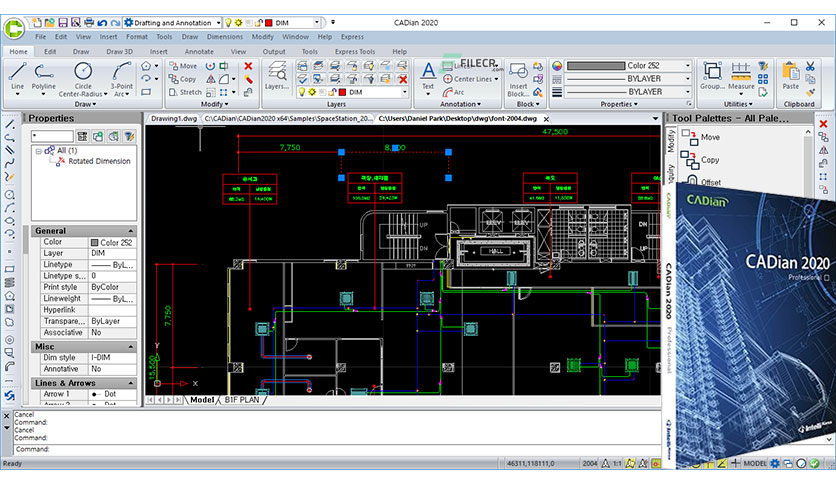 Drafting and Annotation
DIM
CADian 2020
File Edit View Insert Format Tools Draw Dimensions Modify Window Help Express
Home Edit Draw Draw 3D Insert Annotate View Output Tools Express Tools Help
FILECR
.com
Line
Polyline
Circle
Center-Radius
3-Point
Arc
Draw
Move
Copy
Stretch
Modify
Layers...
DIM
Layers
Text
Lines
Center Lines
Annotation
Insert
Block...
Block
Color 252
BYLAYER
BYLAYER
Properties
Group...
Measure
Utilities
Paste
Clipboard
Properties
All (1)
Rotated Dimension
General
Color Color 252
Layer DIM
Linetype ByL...
Linetype s... 0
Print style ByColor
Lineweight ByL...
Hyperlink
Transpare... ByLayer
Associative No
Misc
Dim style I-DIM
Annotative No
Lines & Arrows
Arrow 1 Dot
Arrow 2 Dot
Drawing1.dwg C:\CADian\CADian2020 x64\Samples\SpaceStation_20... C:\Users\Daniel Park\Desktop\dwg\font-2004.dwg
47,500
7,750
7,750
15,500
UP
DN
HALL
DN
UP
Y
X
Model B1F PLAN
Tool Palettes - All Pale...
Modify
Move
Copy
Offset
CADian
CADian 2020
Professional
CADian 2020
Professional
Cancel
Command:
Cancel
Command:
Command:
Ready
46311,118111,0
2004
1:1
MODEL